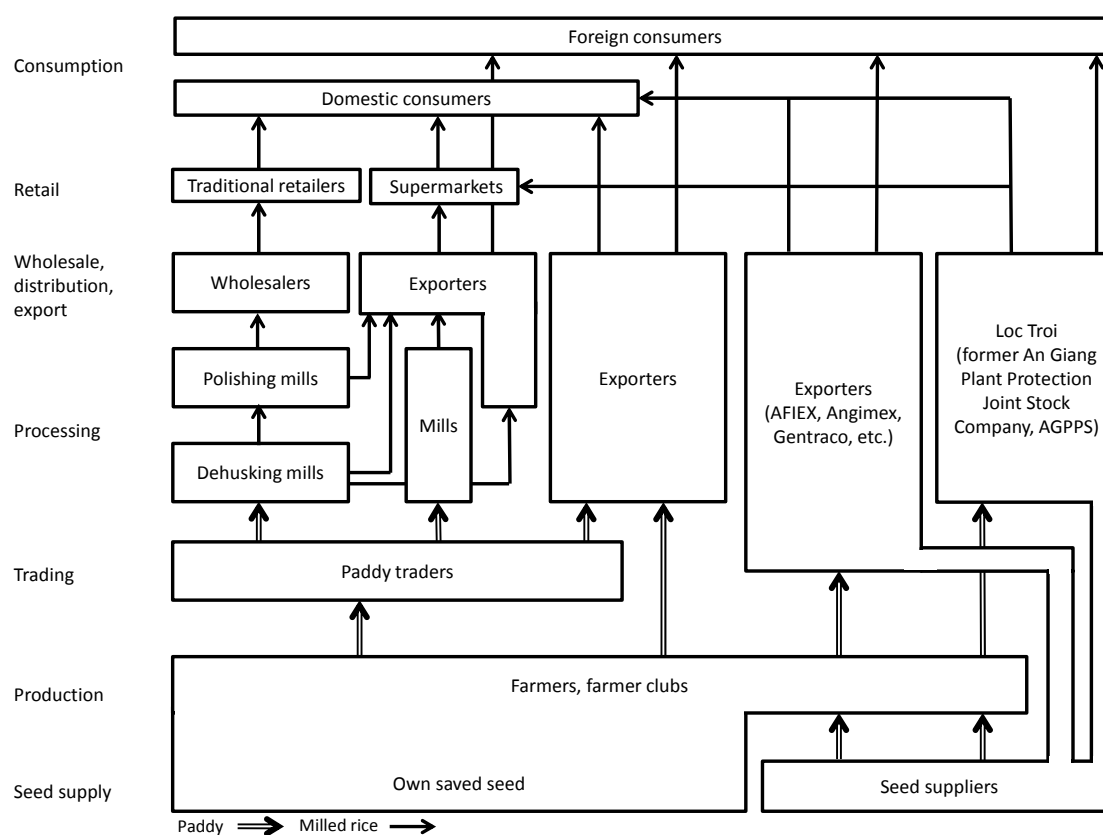 Foreign consumers
Consumption
Domestic consumers
Retail
Traditional retailers
Supermarkets
Wholesale,
distribution,
export
Wholesalers
Exporters
Polishing mills
Mills
Exporters
Exporters
(AFIEX, Angimex,
Gentraco, etc.)
Loc Troi
(former An Giang
Plant Protection
Joint Stock
Company, AGPPS)
Processing
Dehusking mills
Trading
Paddy traders
Production
Farmers, farmer clubs
Seed supply
Own saved seed
Seed suppliers
Paddy
Milled rice